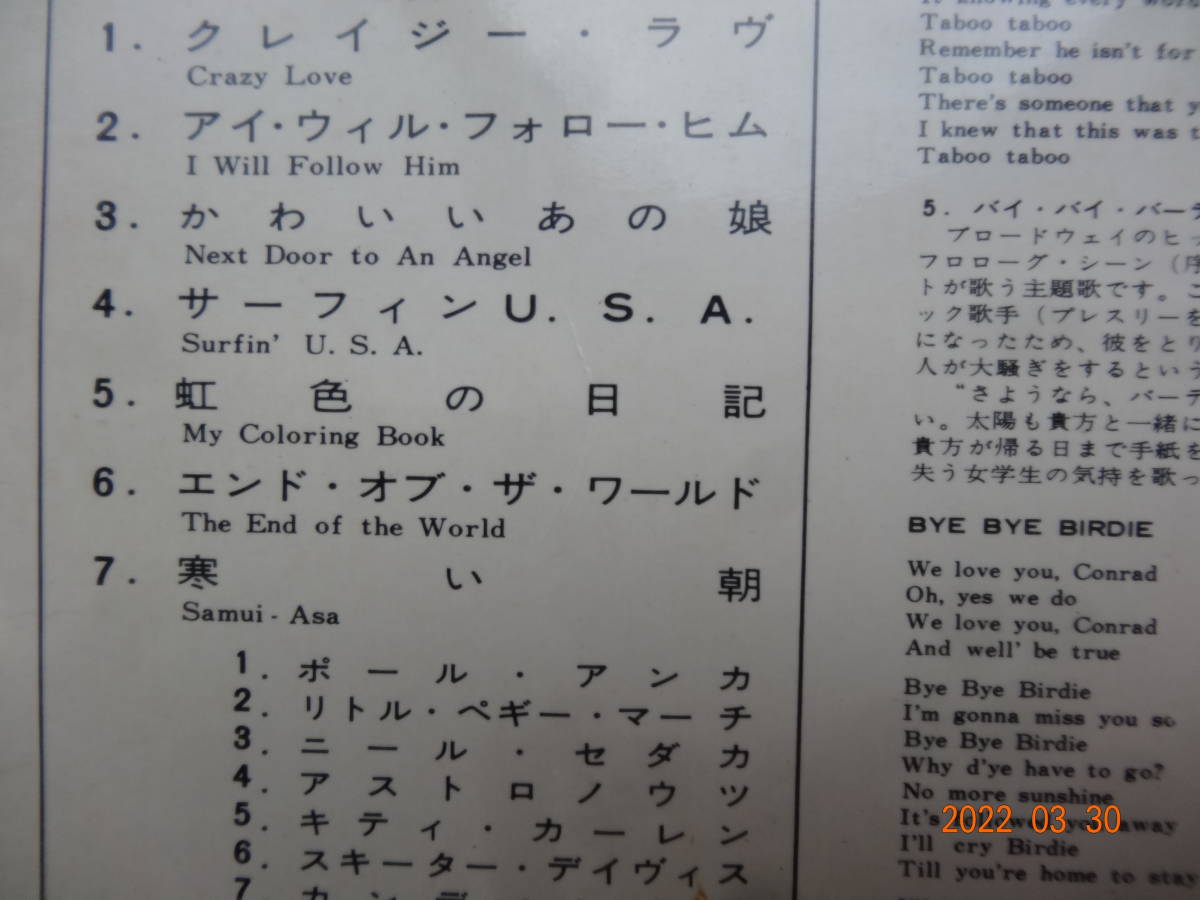 1. クレイジー・ラヴ
Crazy Love
2. アイ・ウィル・フォロー・ヒム
I Will Follow Him
3. かわいいあの娘
Next Door to An Angel
4. サーフィンU. S. A.
Surfin' U. S. A.
5. 虹色の日記
My Coloring Book
6. エンド・オブ・ザ・ワールド
The End of the World
7. 寒い朝
Samui - Asa
1. ポール・アンカ
2. リトル・ペギー・マーチ
3. ニール・セダカ
4. アストロノウツ
5. キティ・カーレン
6. スキーター・デイヴィス
7
knowing every
Taboo taboo
Remember he isn't for
Taboo taboo
There's someone that
I knew that this was
Taboo taboo
5. バイ・バイ・バー
ブロードウェイのヒッ
フロローグ・シーン (序
トが歌う主題歌です。こ
ック歌手 (プレスリーを
になったため、彼をとり
人が大騒ぎをするという
“さようなら、バーデ
い。太陽も貴方と一緒に
貴方が帰る日まで手紙を
失う女学生の気持を歌っ
BYE BYE BIRDIE
We love you, Conrad
Oh, yes we do
We love you, Conrad
And well' be true
Bye Bye Birdie
I'm gonna miss you so
Bye Bye Birdie
Why d'ye have to go?
No more sunshine
It's away
I'll cry Birdie
Till you're home to stay
2022 03 30